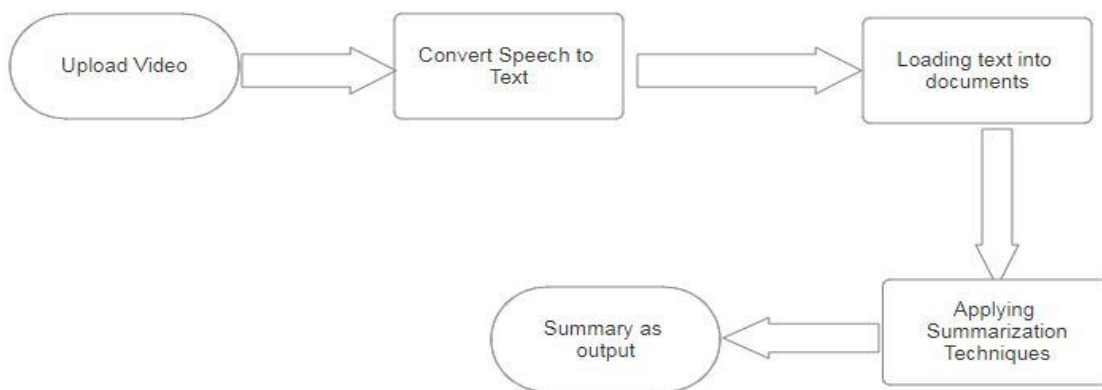 Upload Video
Convert Speech to
Text
Loading text into
documents
Applying
Summarization
Techniques
Summary as
output